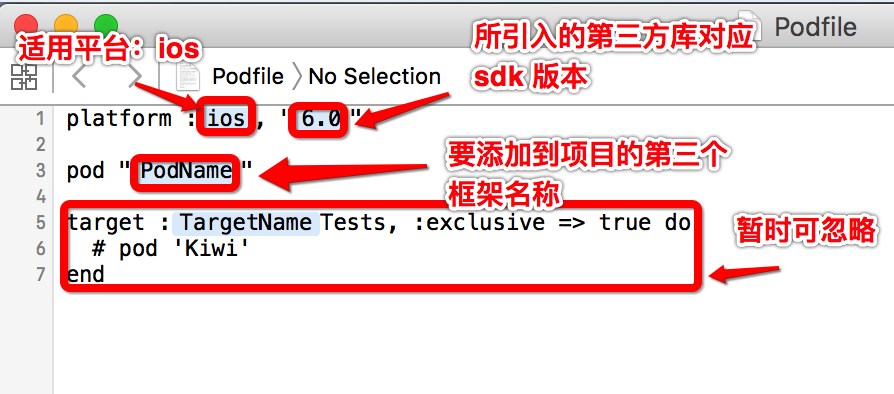 Podfile
适用平台：ios
所引入的第三方库对应
sdk 版本
Podfile 〉No Selection
1 platform :ios, "6.0"
2
3 pod "PodName"
要添加到项目的第三个
框架名称
4
5 target :TargetNameTests, :exclusive => true do
6 # pod 'Kiwi'
7 end
暂时可忽略